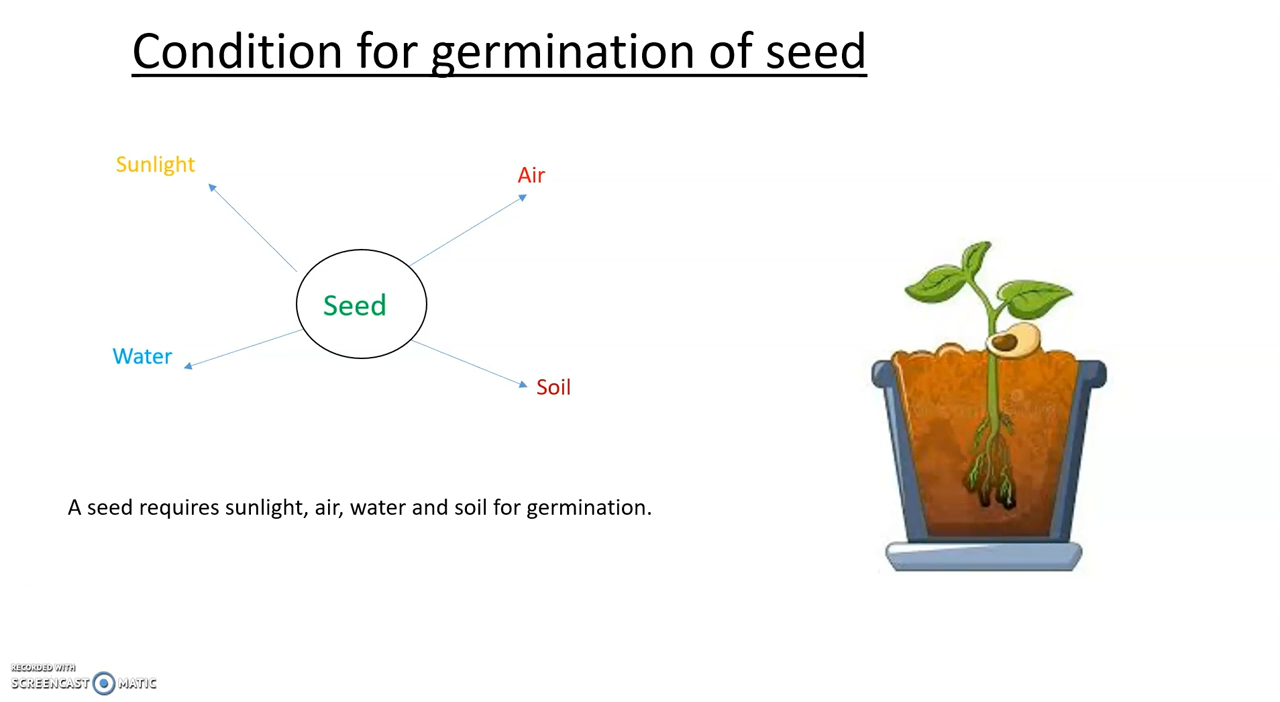 Condition for germination of seed
Sunlight
Air
Seed
Water
Soil
A seed requires sunlight, air, water and soil for germination.
RECORDED WITH
SCREENCAST MATIC